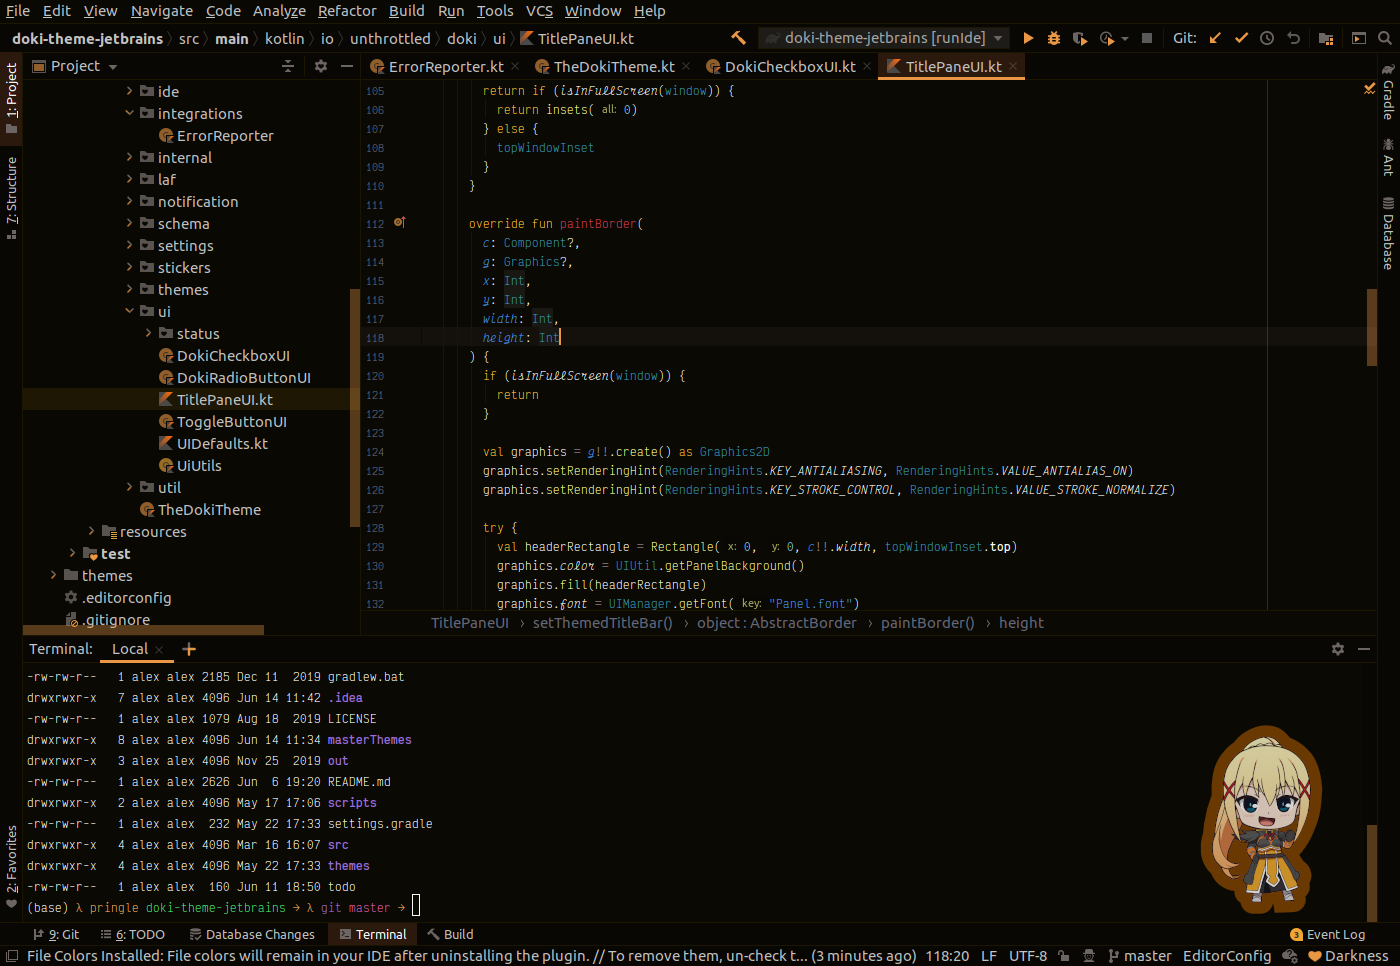 File Edit View Navigate Code Analyze Refactor Build Run Tools VCS Window Help
doki-theme-jetbrains src main kotlin io unthrottled doki ui TitlePaneUI.kt
doki-theme-jetbrains [runIde]
Git:
1: Project
7: Structure
2: Favorites
Project
ide
integrations
ErrorReporter
internal
laf
notification
schema
settings
stickers
themes
ui
status
DokiCheckboxUI
DokiRadioButtonUI
TitlePaneUI.kt
ToggleButtonUI
UIDefaults.kt
UiUtils
util
TheDokiTheme
resources
test
themes
.editorconfig
.gitignore
ErrorReporter.kt TheDokiTheme.kt DokiCheckboxUI.kt TitlePaneUI.kt
105 return if (isInFullScreen(window)) {
106 return insets( all: 0)
107 } else {
108 topWindowInset
109 }
110 }
111
112 override fun paintBorder(
113 c: Component?,
114 g: Graphics?,
115 x: Int,
116 y: Int,
117 width: Int,
118 height: Int
119 ) {
120 if (isInFullScreen(window)) {
121 return
122 }
123
124 val graphics = g!!.create() as Graphics2D
125 graphics.setRenderingHint(RenderingHints.KEY_ANTIALIASING, RenderingHints.VALUE_ANTIALIAS_ON)
126 graphics.setRenderingHint(RenderingHints.KEY_STROKE_CONTROL, RenderingHints.VALUE_STROKE_NORMALIZE)
127
128 try {
129 val headerRectangle = Rectangle( x: 0, y: 0, c!!.width, topWindowInset.top)
130 graphics.color = UIUtil.getPanelBackground()
131 graphics.fill(headerRectangle)
132 graphics.font = UIManager.getFont( key: "Panel.font")
TitlePaneUI › setThemedTitleBar() › object : AbstractBorder › paintBorder() › height
Gradle
Ant
Database
Terminal: Local
-rw-rw-r-- 1 alex alex 2185 Dec 11 2019 gradlew.bat
drwxrwxr-x 7 alex alex 4096 Jun 14 11:42 .idea
-rw-rw-r-- 1 alex alex 1079 Aug 18 2019 LICENSE
drwxrwxr-x 8 alex alex 4096 Jun 14 11:34 masterThemes
drwxrwxr-x 3 alex alex 4096 Nov 25 2019 out
-rw-rw-r-- 1 alex alex 2626 Jun 6 19:20 README.md
drwxrwxr-x 2 alex alex 4096 May 17 17:06 scripts
-rw-rw-r-- 1 alex alex 232 May 22 17:33 settings.gradle
drwxrwxr-x 4 alex alex 4096 Mar 16 16:07 src
drwxrwxr-x 4 alex alex 4096 May 22 17:33 themes
-rw-rw-r-- 1 alex alex 160 Jun 11 18:50 todo
(base) λ pringle doki-theme-jetbrains → λ git master →
9: Git 6: TODO Database Changes Terminal Build 3 Event Log
File Colors Installed: File colors will remain in your IDE after uninstalling the plugin. // To remove them, un-check t... (3 minutes ago) 118:20 LF UTF-8 master EditorConfig Darkness